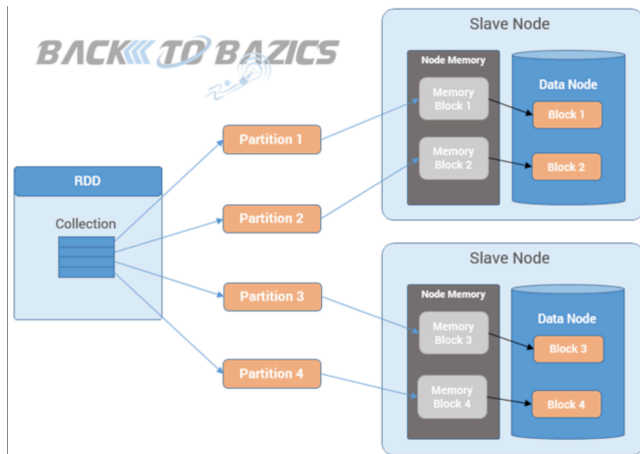 BACK TO BAZICS
RDD
Collection
Partition 1
Partition 2
Partition 3
Partition 4
Slave Node
Node Memory
Memory
Block 1
Memory
Block 2
Data Node
Block 1
Block 2
Slave Node
Node Memory
Memory
Block 3
Memory
Block 4
Data Node
Block 3
Block 4